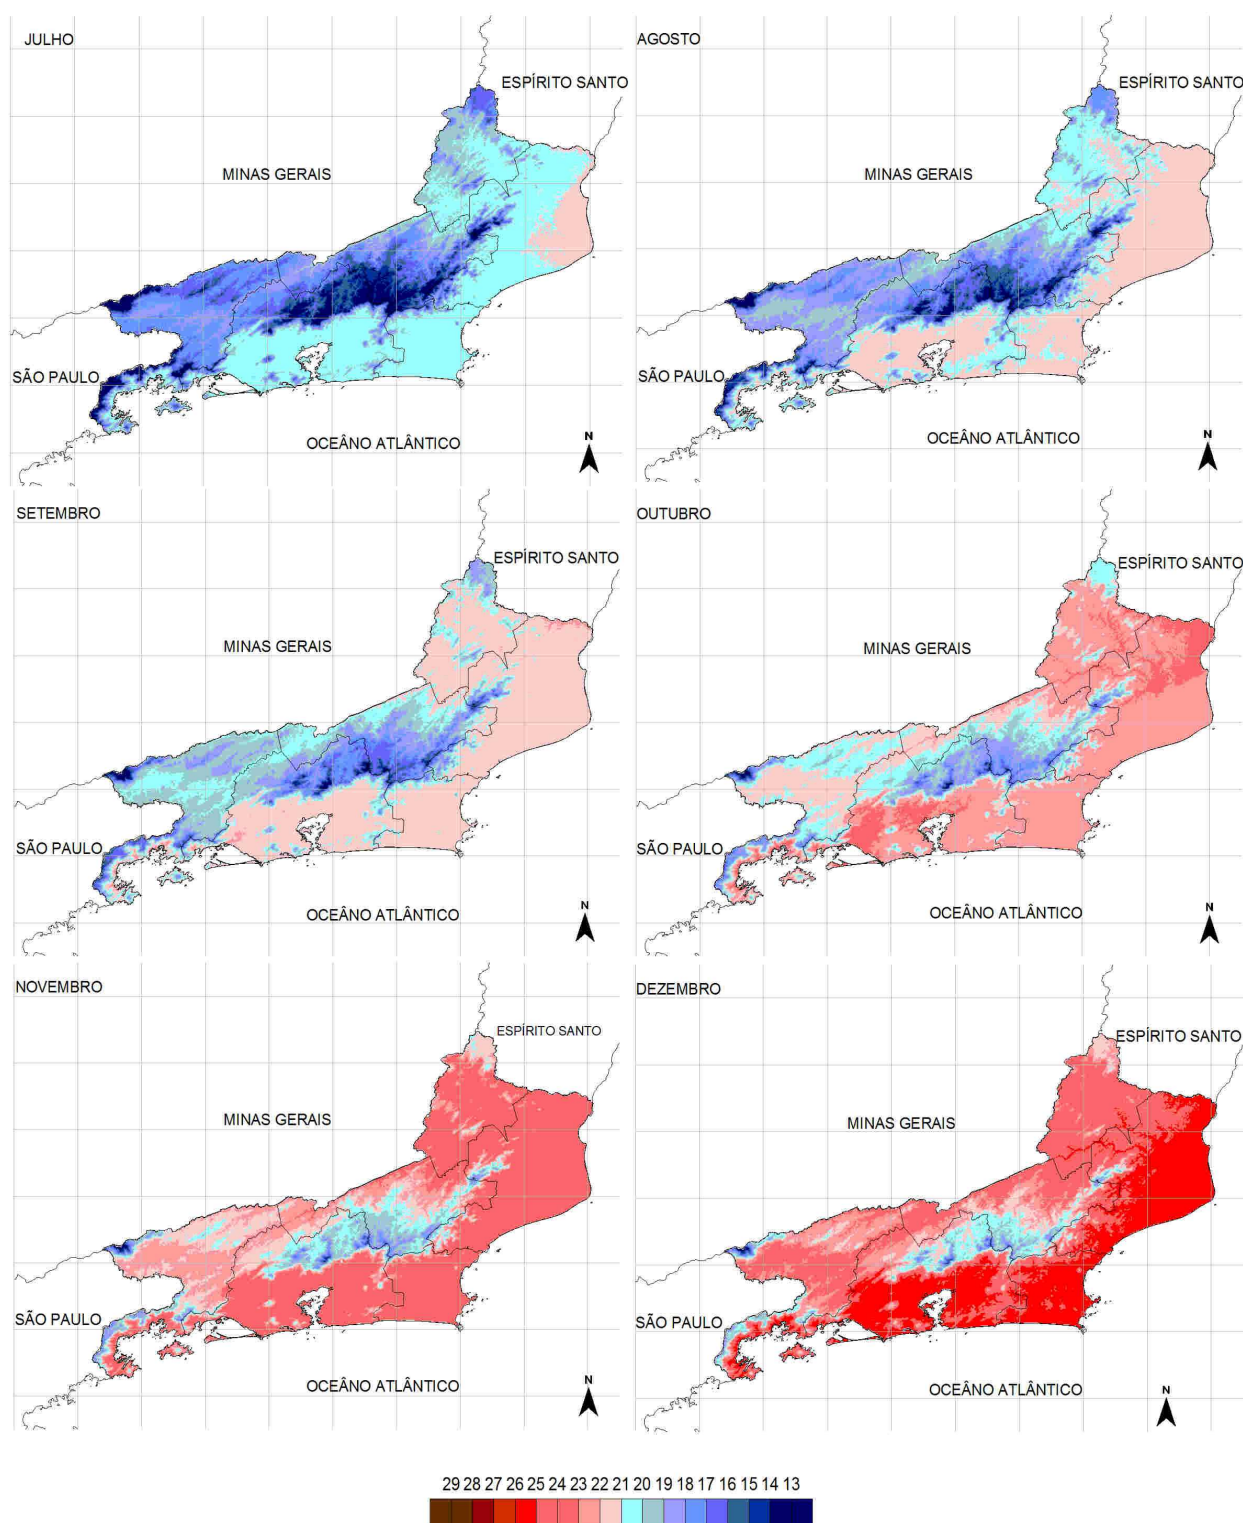 JULHO
ESPÍRITO SANTO
MINAS GERAIS
SÃO PAULO
OCEÂNO ATLÂNTICO
N
AGOSTO
ESPÍRITO SANTO
MINAS GERAIS
SÃO PAULO
OCEÂNO ATLÂNTICO
N
SETEMBRO
ESPÍRITO SANTO
MINAS GERAIS
SÃO PAULO
OCEÂNO ATLÂNTICO
N
OUTUBRO
ESPÍRITO SANTO
MINAS GERAIS
SÃO PAULO
OCEÂNO ATLÂNTICO
N
NOVEMBRO
ESPÍRITO SANTO
MINAS GERAIS
SÃO PAULO
OCEÂNO ATLÂNTICO
N
DEZEMBRO
ESPÍRITO SANTO
MINAS GERAIS
SÃO PAULO
OCEÂNO ATLÂNTICO
N
29 28 27 26 25 24 23 22 21 20 19 18 17 16 15 14 13